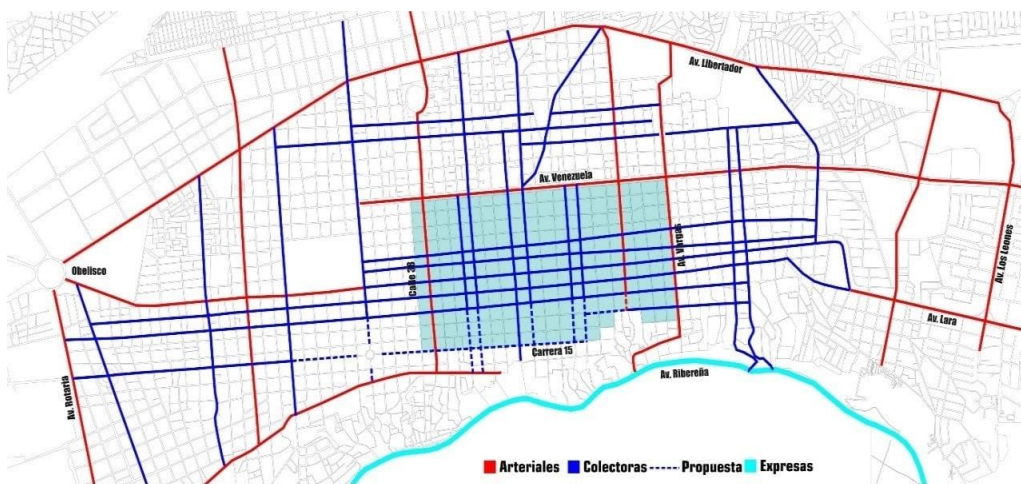 Av. Libertador
Av. Venezuela
Obelisco
Calle 38
Av. Vargas
Av. Los Leones
Av. Lara
Carrera 15
Av. Ribereña
Av. Rotaria
Arteriales Colectoras Propuesta Expresas